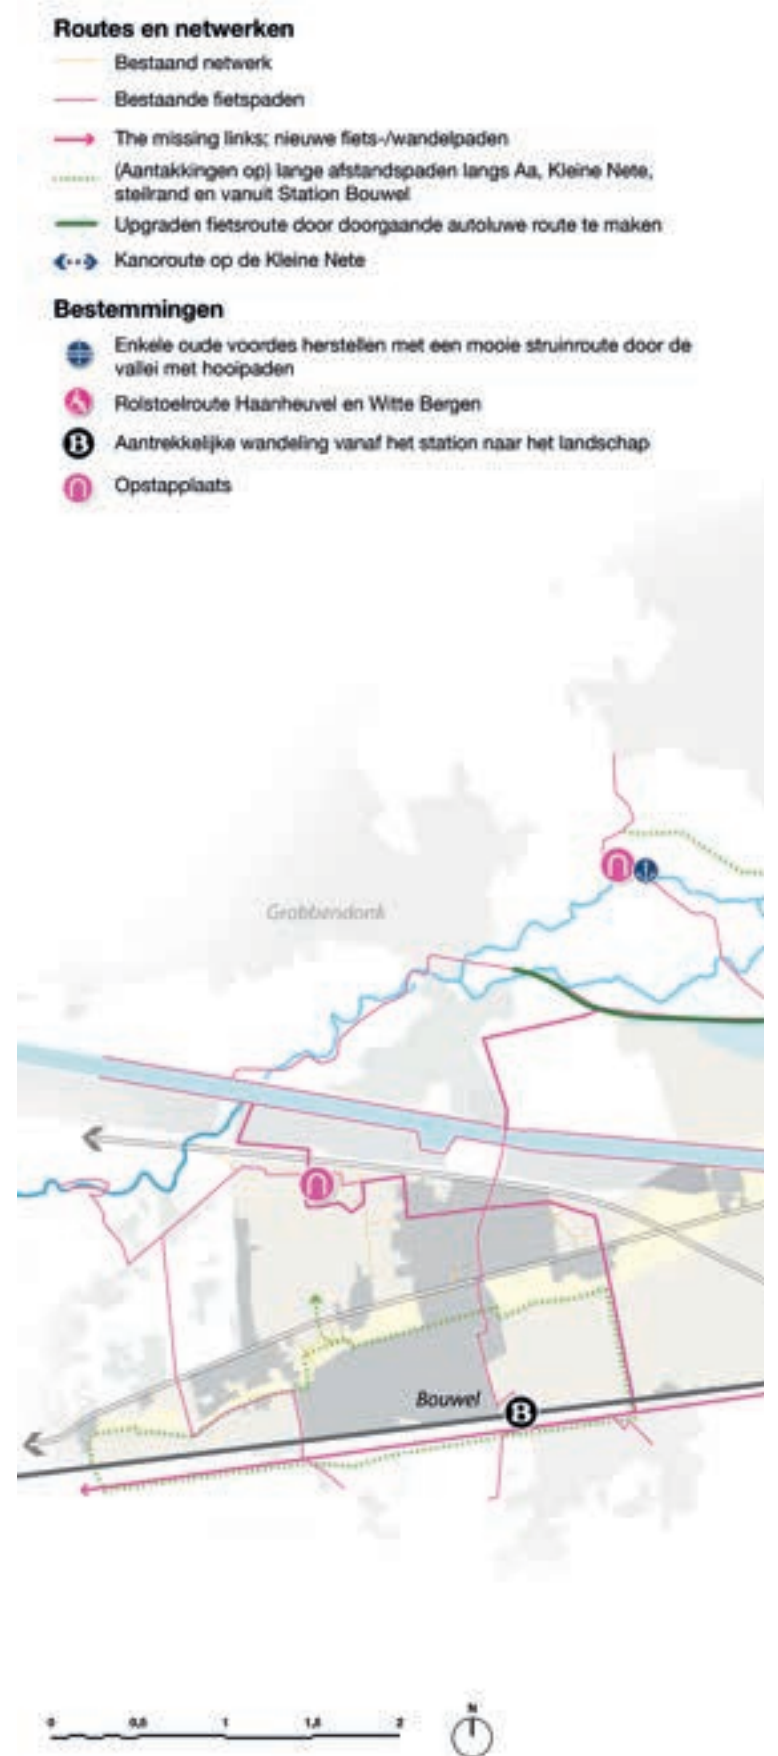 Routes en netwerken
Bestaand netwerk
Bestaande fietspaden
The missing links; nieuwe fiets-/wandelpaden
(Aantakkingen op) lange afstandspaden langs Aa, Kleine Nete,
steilrand en vanuit Station Bouwel
Upgraden fietsroute door doorgaande autoluwe route te maken
Kanoroute op de Kleine Nete
Bestemmingen
Enkele oude voordes herstellen met een mooie struinroute door de
vallei met hooipaden
Rolstoelroute Haanheuvel en Witte Bergen
B Aantrekkelijke wandeling vanaf het station naar het landschap
Opstapplaats
Grobbendonk
Bouwel
B
0 0,5 1 1,5 2
N